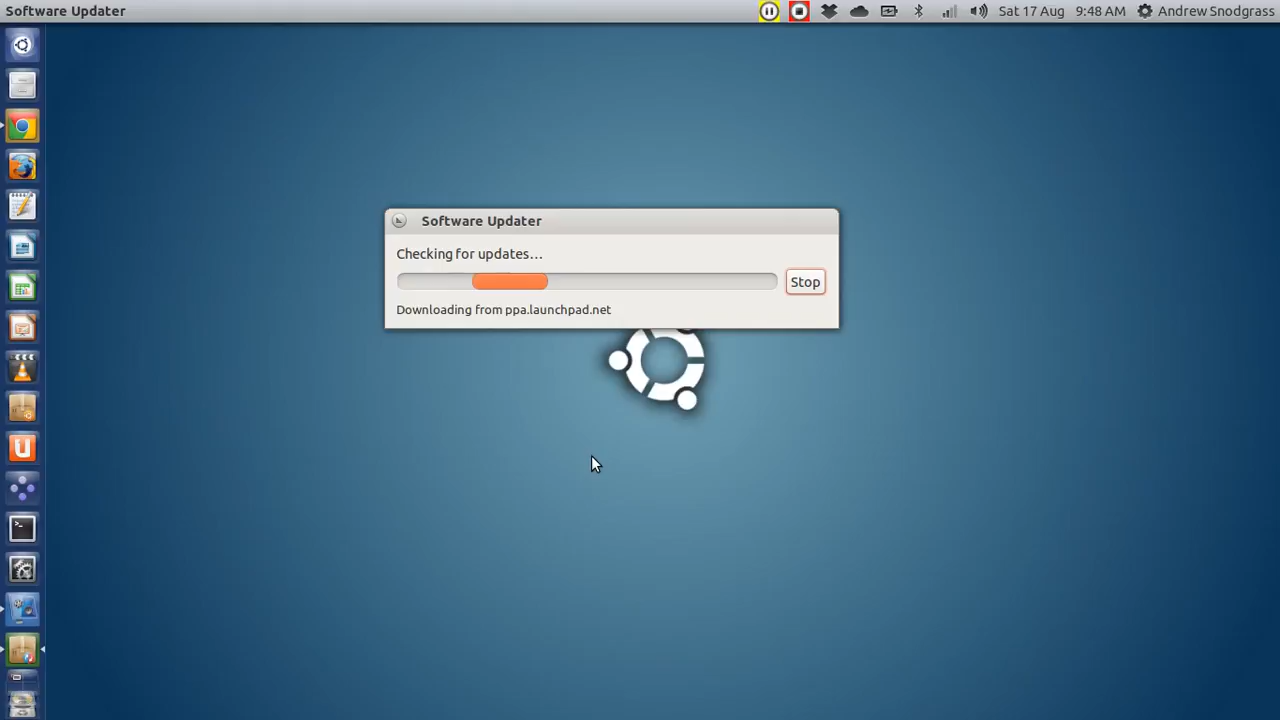 Software Updater
Sat 17 Aug 9:48 AM Andrew Snodgrass
Software Updater
Checking for updates…
Stop
Downloading from ppa.launchpad.net